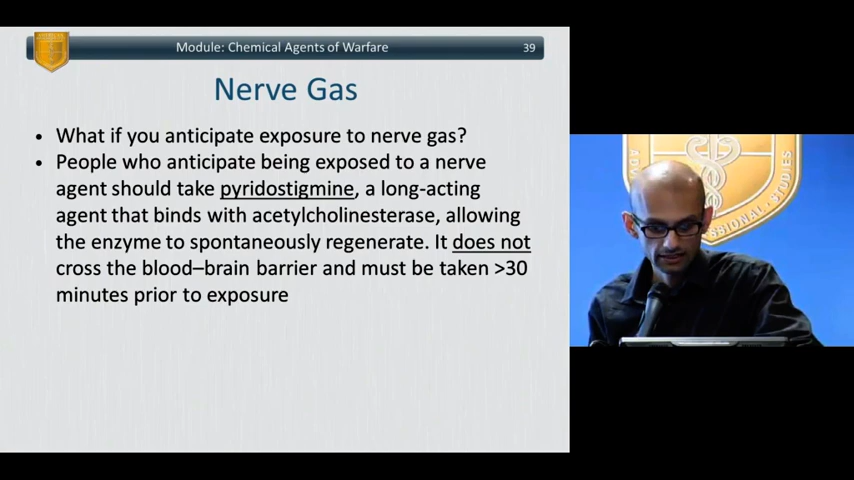 Module: Chemical Agents of Warfare 39
Nerve Gas
• What if you anticipate exposure to nerve gas?
• People who anticipate being exposed to a nerve
agent should take pyridostigmine, a long-acting
agent that binds with acetylcholinesterase, allowing
the enzyme to spontaneously regenerate. It does not
cross the blood–brain barrier and must be taken >30
minutes prior to exposure
STUDIES